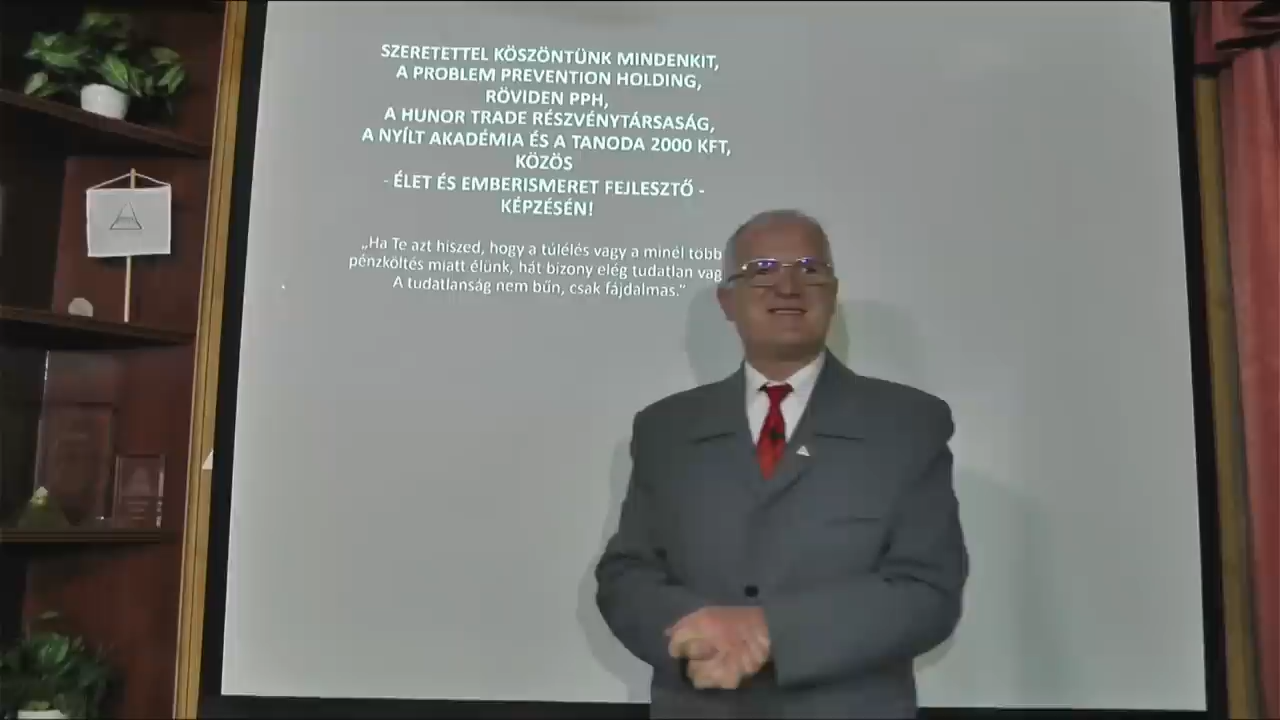 SZERETETTEL KÖSZÖNTÜNK MINDENKIT,
A PROBLEM PREVENTION HOLDING,
RÖVIDEN PPH,
A HUNOR TRADE RÉSZVÉNYTÁRSASÁG,
A NYÍLT AKADÉMIA ÉS A TANODA 2000 KFT,
KÖZÖS
- ÉLET ÉS EMBERISMERET FEJLESZTŐ -
KÉPZÉSÉN!
„Ha Te azt hiszed, hogy a túlélés vagy a minél több
pénzköltés miatt élünk, hát bizony elég tudatlan vag
A tudatlanság nem bűn, csak fájdalmas.”